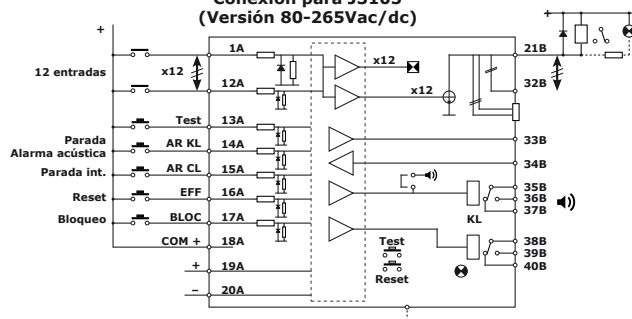 Conexión para JS103
(Versión 80-265Vac/dc)
+
+
1A
21B
12 entradas
x12
x12
x12
12A
32B
Test
13A
33B
Parada
Alarma acústica
AR KL
14A
34B
Parada int.
AR CL
15A
35B
Reset
EFF
16A
36B
37B
KL
Bloqueo
BLOC
17A
COM +
18A
Test
38B
39B
40B
+
19A
Reset
–
20A